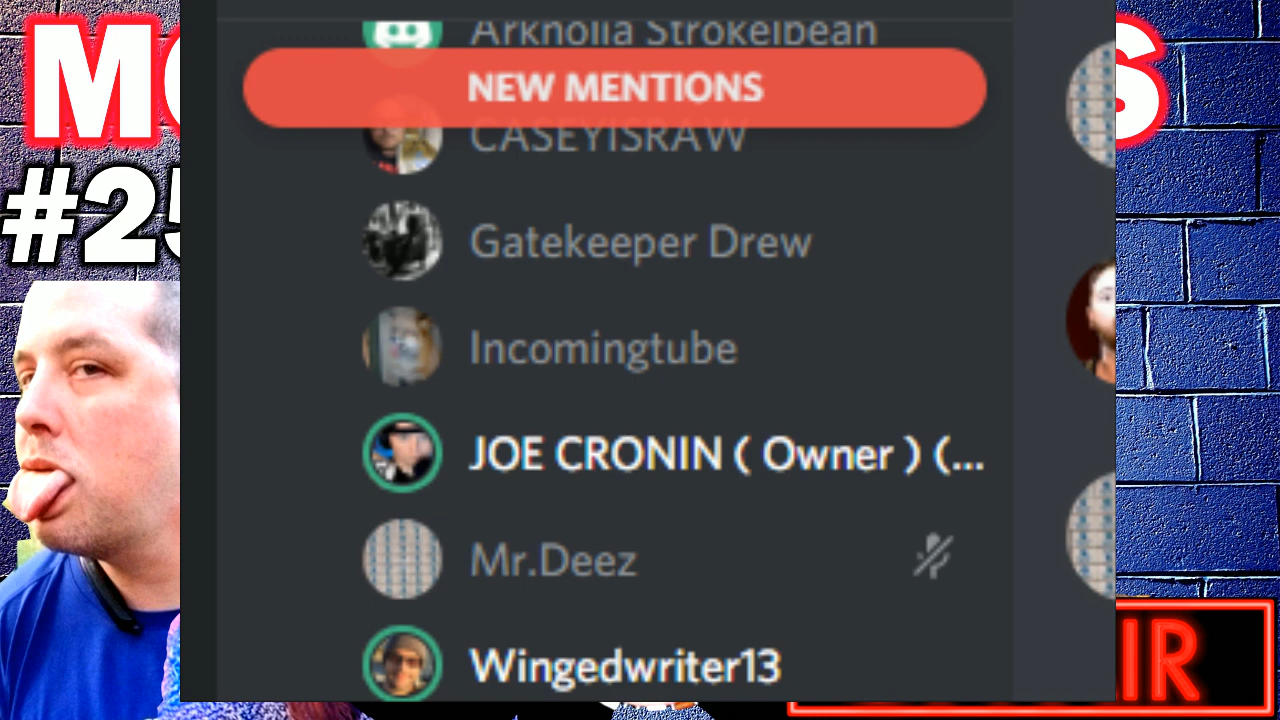 Arknolia Strokelbean
NEW MENTIONS
CASEYISRAW
#25
Gatekeeper Drew
Incomingtube
JOE CRONIN ( Owner ) (...
Mr.Deez
Wingedwriter13